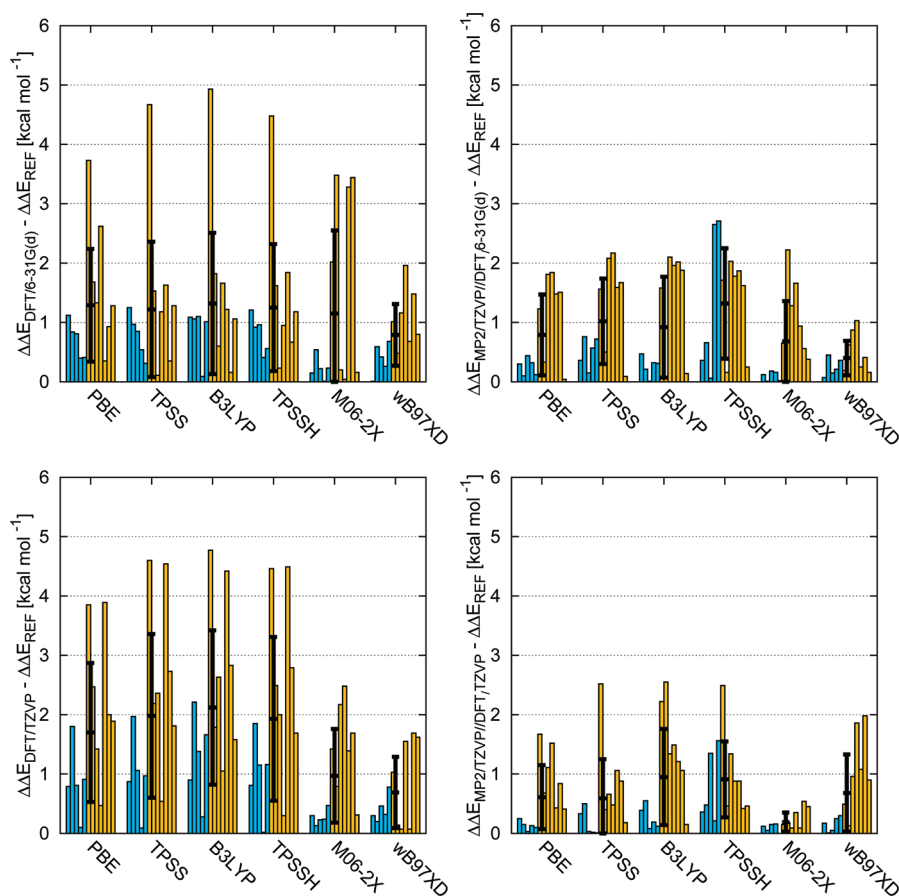 ΔΔE_DFT/6-31G(d) − ΔΔE_REF [kcal mol⁻¹]
6
5
4
3
2
1
0
PBE
TPSS
B3LYP
TPSSH
M06-2X
wB97XD
ΔΔE_MP2/TZVP//DFT/6-31G(d) − ΔΔE_REF [kcal mol⁻¹]
6
5
4
3
2
1
0
PBE
TPSS
B3LYP
TPSSH
M06-2X
wB97XD
ΔΔE_DFT/TZVP − ΔΔE_REF [kcal mol⁻¹]
6
5
4
3
2
1
0
PBE
TPSS
B3LYP
TPSSH
M06-2X
wB97XD
ΔΔE_MP2/TZVP//DFT/TZVP − ΔΔE_REF [kcal mol⁻¹]
6
5
4
3
2
1
0
PBE
TPSS
B3LYP
TPSSH
M06-2X
wB97XD